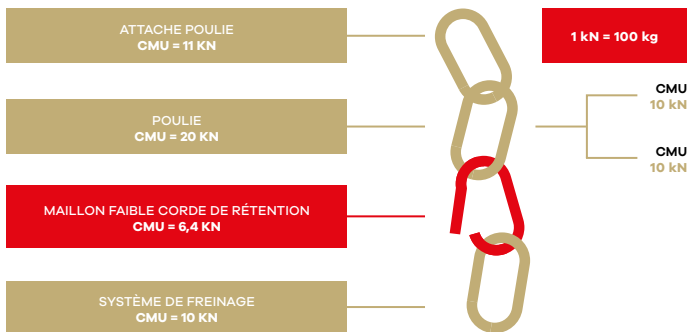 ATTACHE POULIE
CMU = 11 KN
1 kN = 100 kg
POULIE
CMU = 20 KN
CMU
10 kN
CMU
10 kN
MAILLON FAIBLE CORDE DE RÉTENTION
CMU = 6,4 KN
SYSTÈME DE FREINAGE
CMU = 10 KN